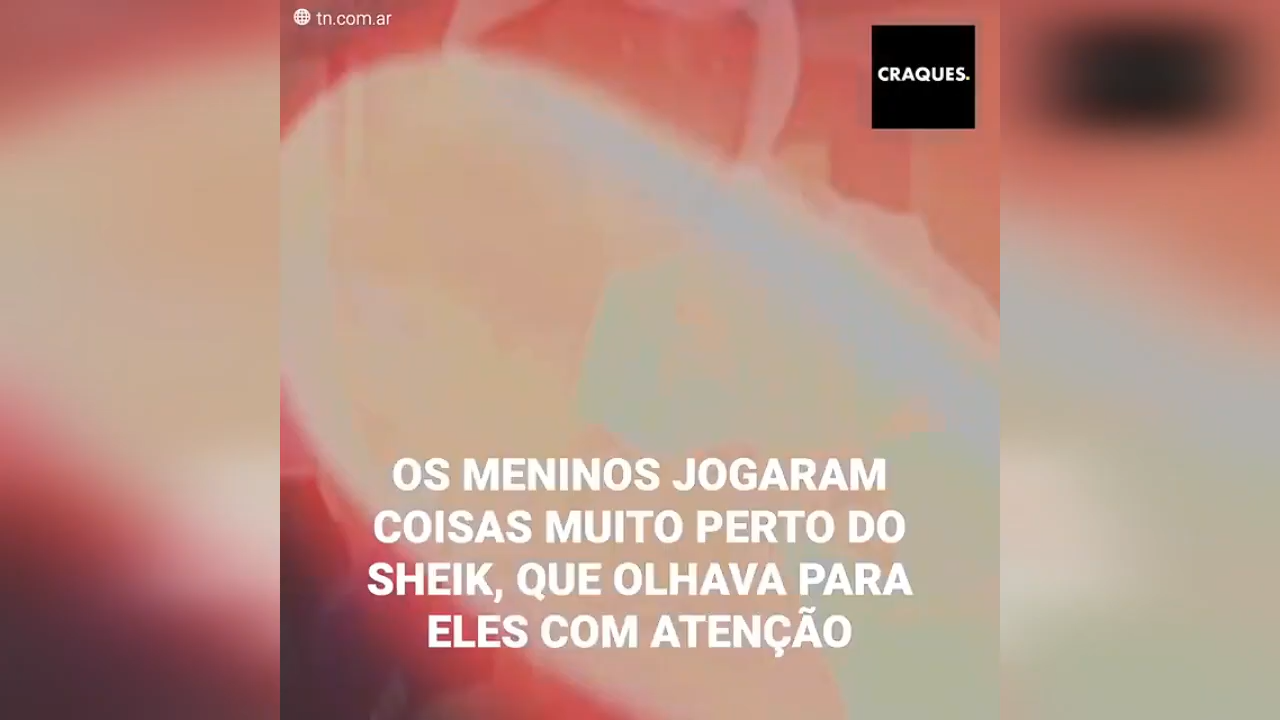 tn.com.ar
CRAQUES.
OS MENINOS JOGARAM
COISAS MUITO PERTO DO
SHEIK, QUE OLHAVA PARA
ELES COM ATENÇÃO